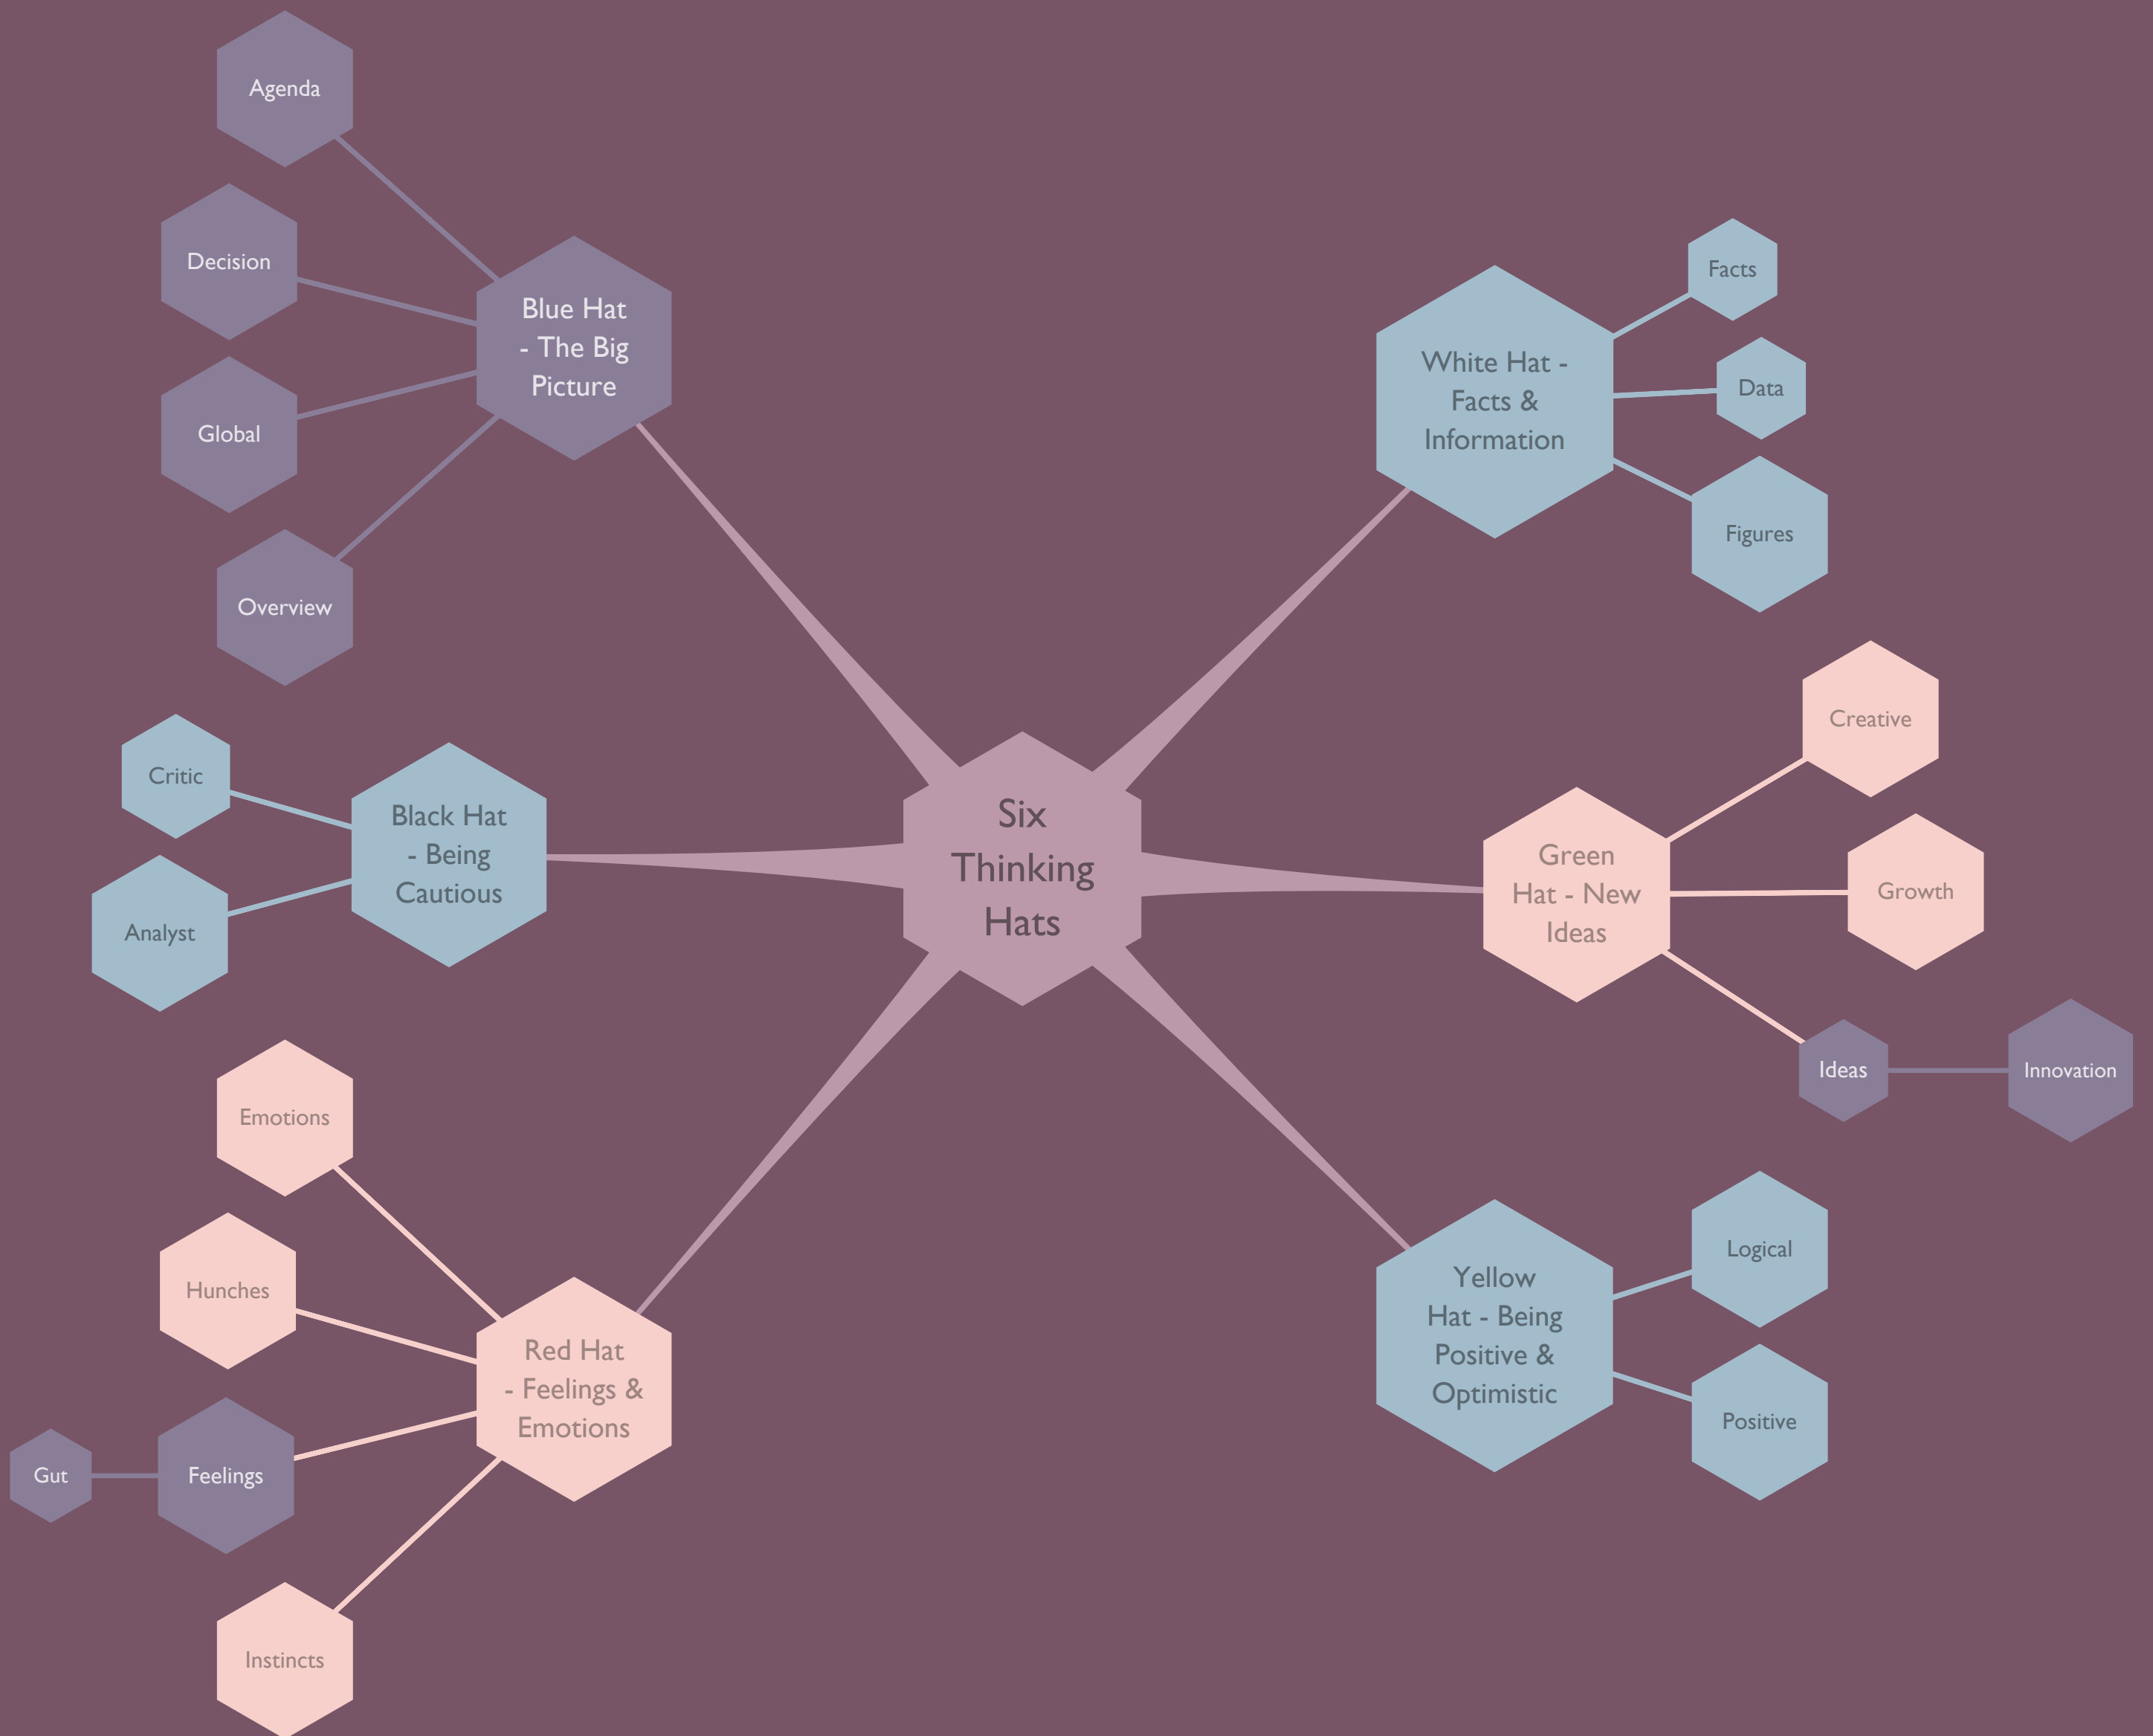 Six
Thinking
Hats
Blue Hat
- The Big
Picture
Agenda
Decision
Global
Overview
Black Hat
- Being
Cautious
Critic
Analyst
Red Hat
- Feelings &
Emotions
Emotions
Hunches
Feelings
Gut
Instincts
White Hat -
Facts &
Information
Facts
Data
Figures
Green
Hat - New
Ideas
Creative
Growth
Ideas
Innovation
Yellow
Hat - Being
Positive &
Optimistic
Logical
Positive